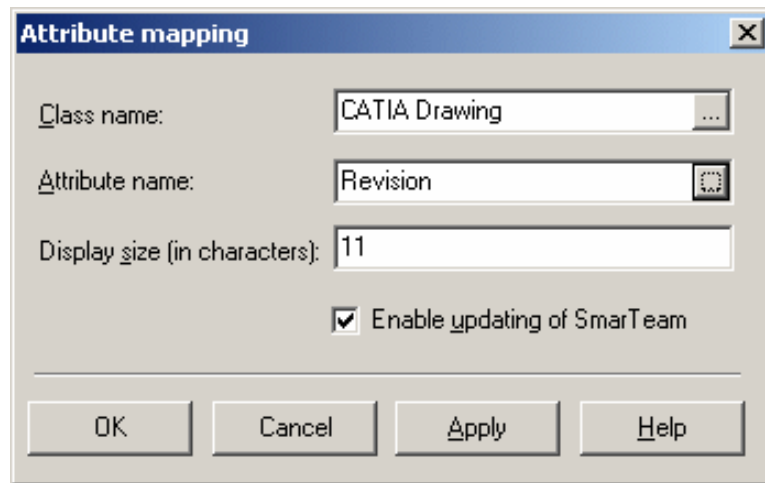 Attribute mapping
Class name: CATIA Drawing ...
Attribute name: Revision
Display size (in characters): 11
Enable updating of SmarTeam
OK Cancel Apply Help